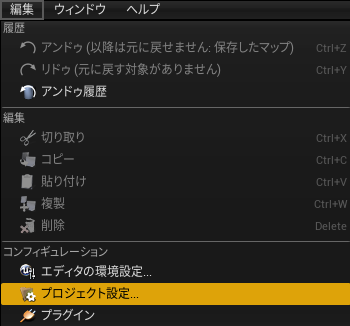 編集 ウィンドウ ヘルプ
履歴
アンドゥ (以降は元に戻せません: 保存したマップ) Ctrl+Z
リドゥ (元に戻す対象がありません) Ctrl+Y
アンドゥ履歴
編集
切り取り Ctrl+X
コピー Ctrl+C
貼り付け Ctrl+V
複製 Ctrl+W
削除 Delete
コンフィギュレーション
エディタの環境設定...
プロジェクト設定...
プラグイン